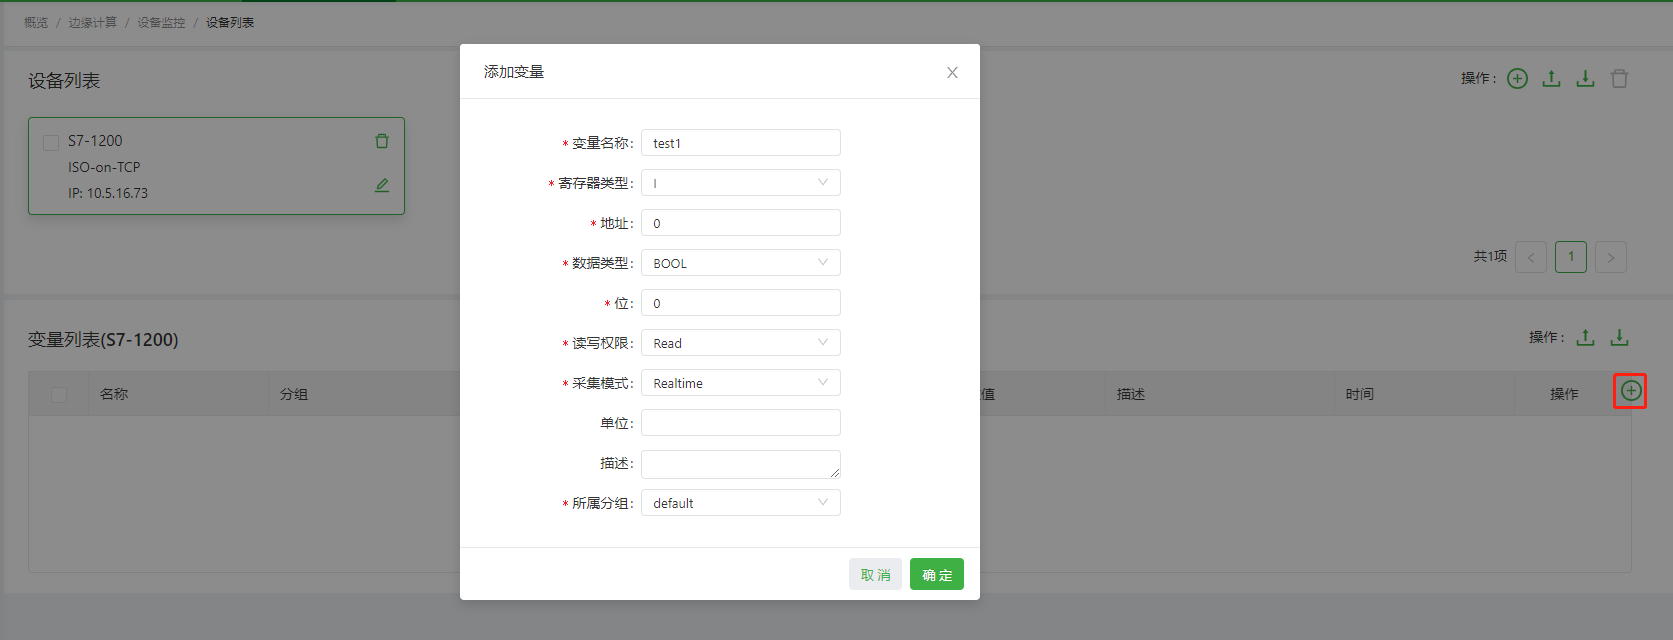 概览 / 边缘计算 / 设备监控 / 设备列表
设备列表
操作 :
S7-1200
ISO-on-TCP
IP: 10.5.16.73
共1项
<
1
>
变量列表(S7-1200)
操作 :
名称
分组
值
描述
时间
操作
添加变量
* 变量名称: test1
* 寄存器类型: I
* 地址: 0
* 数据类型: BOOL
* 位: 0
* 读写权限: Read
* 采集模式: Realtime
单位:
描述:
* 所属分组: default
取 消
确 定